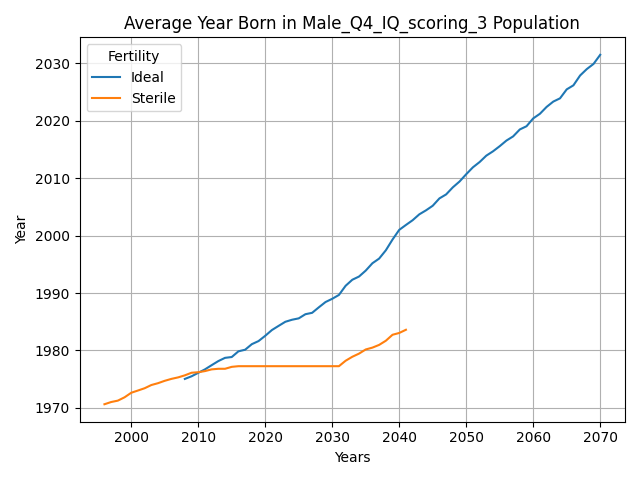 Average Year Born in Male_Q4_IQ_scoring_3 Population
Fertility
Ideal
Sterile
Year
2030
2020
2010
2000
1990
1980
1970
2000 2010 2020 2030 2040 2050 2060 2070
Years